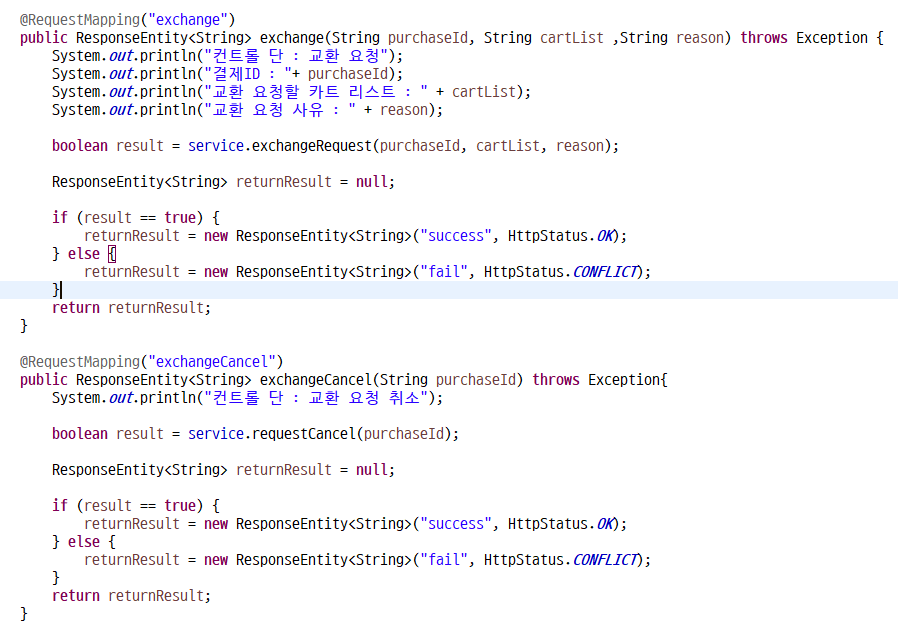 @RequestMapping("exchange")
public ResponseEntity<String> exchange(String purchaseId, String cartList ,String reason) throws Exception {
System.out.println("컨트롤 단 : 교환 요청");
System.out.println("결제ID : "+ purchaseId);
System.out.println("교환 요청할 카트 리스트 : " + cartList);
System.out.println("교환 요청 사유 : " + reason);
boolean result = service.exchangeRequest(purchaseId, cartList, reason);
ResponseEntity<String> returnResult = null;
if (result == true) {
returnResult = new ResponseEntity<String>("success", HttpStatus.OK);
} else {
returnResult = new ResponseEntity<String>("fail", HttpStatus.CONFLICT);
}
return returnResult;
}
@RequestMapping("exchangeCancel")
public ResponseEntity<String> exchangeCancel(String purchaseId) throws Exception{
System.out.println("컨트롤 단 : 교환 요청 취소");
boolean result = service.requestCancel(purchaseId);
ResponseEntity<String> returnResult = null;
if (result == true) {
returnResult = new ResponseEntity<String>("success", HttpStatus.OK);
} else {
returnResult = new ResponseEntity<String>("fail", HttpStatus.CONFLICT);
}
return returnResult;
}